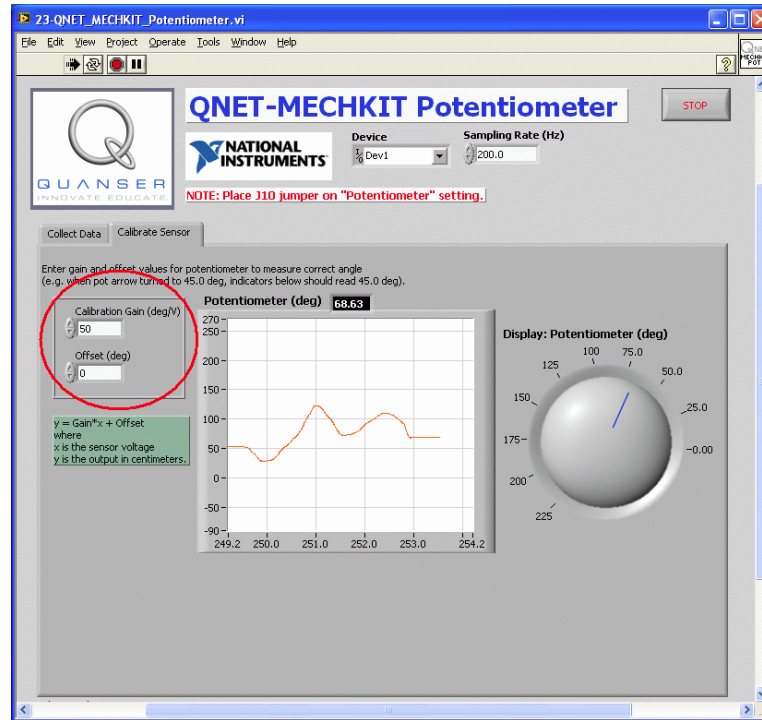 23-QNET_MECHKIT_Potentiometer.vi
File Edit View Project Operate Tools Window Help
QNET-MECHKIT Potentiometer
STOP
QUANSER
INNOVATE EDUCATE
NATIONAL
INSTRUMENTS
Device
Dev1
Sampling Rate (Hz)
200.0
NOTE: Place J10 jumper on "Potentiometer" setting.
Collect Data
Calibrate Sensor
Enter gain and offset values for potentiometer to measure correct angle
(e.g. when pot arrow turned to 45.0 deg, indicators below should read 45.0 deg).
Calibration Gain (deg/V)
50
Offset (deg)
0
y = Gain*x + Offset
where
x is the sensor voltage
y is the output in centimeters.
Potentiometer (deg) 68.63
270
250
200
150
100
50
0
-50
-90
249.2 250.0 251.0 252.0 253.0 254.2
Display: Potentiometer (deg)
100 75.0
125 50.0
150 25.0
175 0.00
200
225